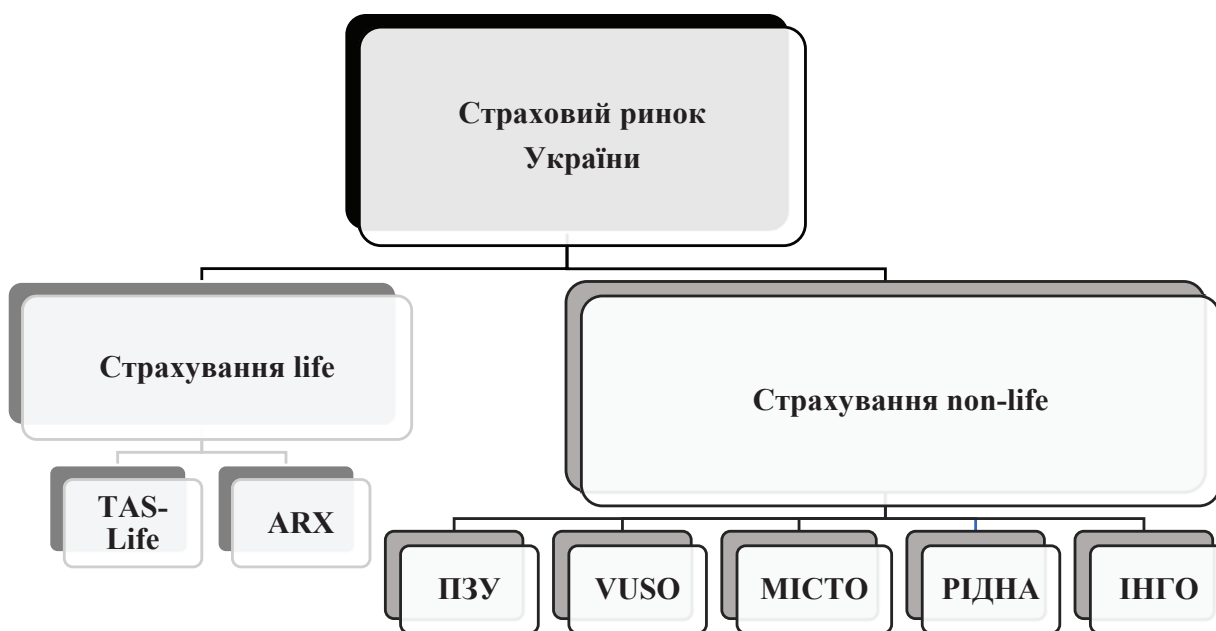 Страховий ринок
України
Страхування life
Страхування non-life
TAS-
Life
ARX
ПЗУ
VUSO
МІСТО
РІДНА
ІНГО